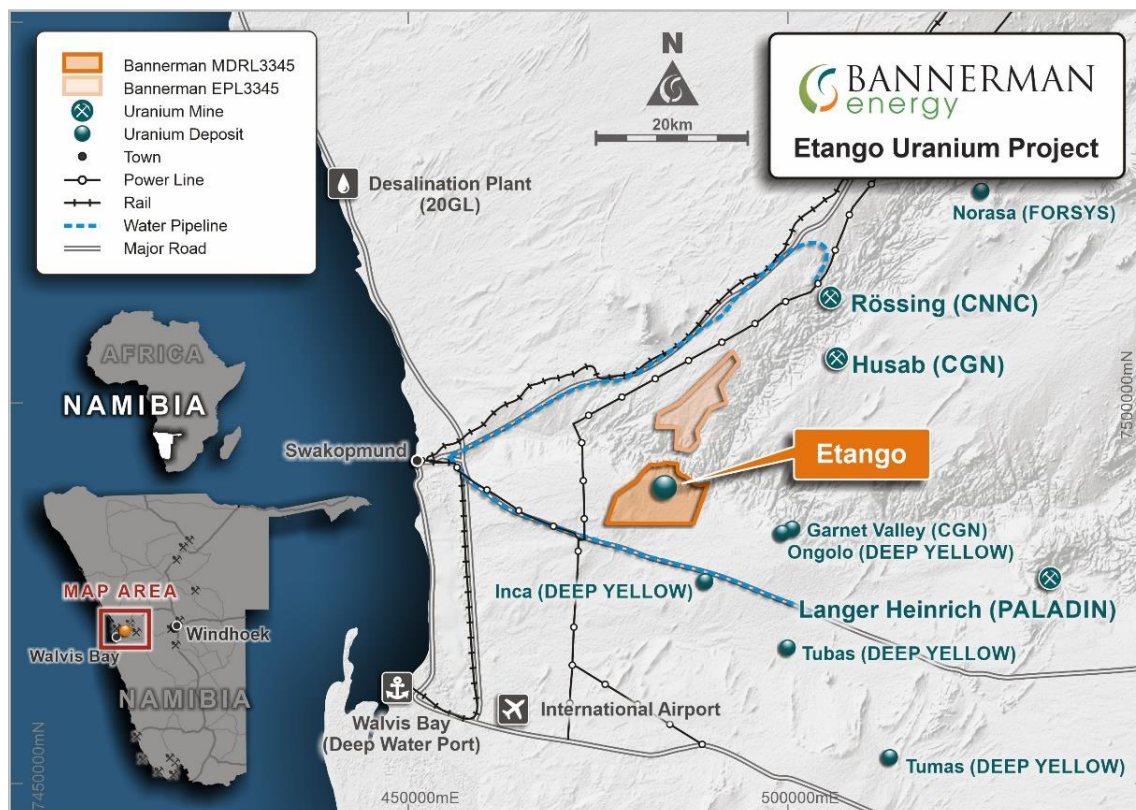 Bannerman MDRL3345
Bannerman EPL3345
Uranium Mine
Uranium Deposit
Town
Power Line
Rail
Water Pipeline
Major Road
N
20km
BANNERMAN
energy
Etango Uranium Project
Desalination Plant
(20GL)
Norasa (FORSYS)
Rössing (CNNC)
Husab (CGN)
7500000mN
AFRICA
NAMIBIA
Swakopmund
Etango
Garnet Valley (CGN)
Ongolo (DEEP YELLOW)
Inca (DEEP YELLOW)
Langer Heinrich (PALADIN)
Tubas (DEEP YELLOW)
MAP AREA
Windhoek
Walvis Bay
NAMIBIA
Walvis Bay
(Deep Water Port)
International Airport
Tumas (DEEP YELLOW)
7450000mN
450000mE
500000mE